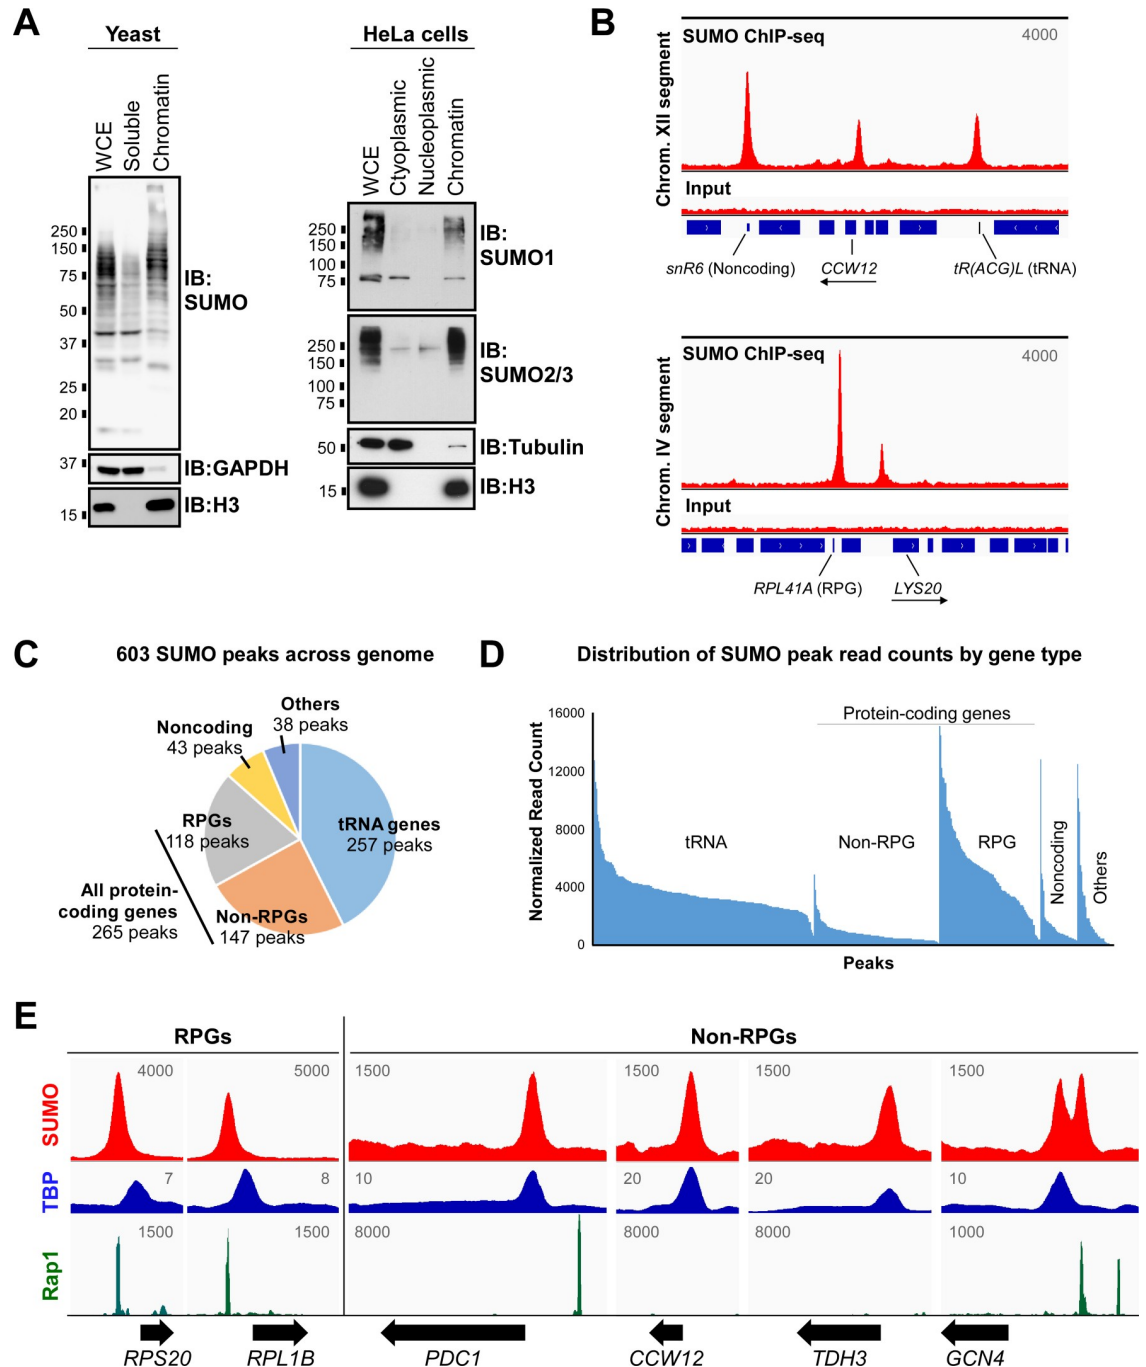 A
Yeast
WCE
Soluble
Chromatin
250
150
75
50
37
25
20
IB:
SUMO
37
IB:GAPDH
15
IB:H3
HeLa cells
WCE
Ctyoplasmic
Nucleoplasmic
Chromatin
250
150
100
75
IB:
SUMO1
250
150
100
75
IB:
SUMO2/3
50
IB:Tubulin
15
IB:H3
B
Chrom. XII segment
SUMO ChIP-seq
4000
Input
snR6 (Noncoding)
CCW12
tR(ACG)L (tRNA)
Chrom. IV segment
SUMO ChIP-seq
4000
Input
RPL41A (RPG)
LYS20
C
603 SUMO peaks across genome
Others
38 peaks
Noncoding
43 peaks
RPGs
118 peaks
tRNA genes
257 peaks
All protein-
coding genes
265 peaks
Non-RPGs
147 peaks
D
Distribution of SUMO peak read counts by gene type
Normalized Read Count
16000
12000
8000
4000
0
Protein-coding genes
tRNA
Non-RPG
RPG
Noncoding
Others
Peaks
E
RPGs
Non-RPGs
SUMO
4000
5000
1500
1500
1500
1500
TBP
7
8
10
20
20
10
Rap1
1500
1500
8000
8000
8000
1000
RPS20
RPL1B
PDC1
CCW12
TDH3
GCN4